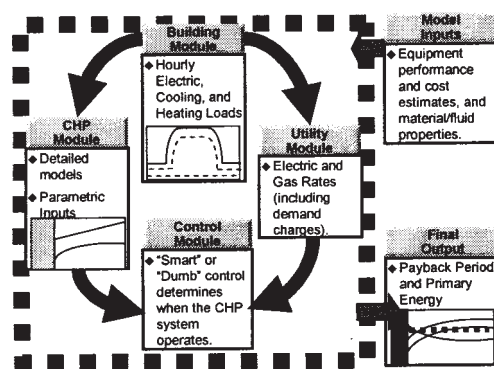 Building
Module
◆ Hourly
Electric,
Cooling, and
Heating Loads
CHP
Module
◆ Detailed
models
◆ Parametric
Inputs
Utility
Module
◆ Electric and
Gas Rates
(including
demand
charges).
Control
Module
◆ "Smart" or
"Dumb" control
determines
when the CHP
system
operates.
Model
Inputs
◆ Equipment
performance
and cost
estimates, and
material/fluid
properties.
Final
Output
◆ Payback Period
and Primary
Energy